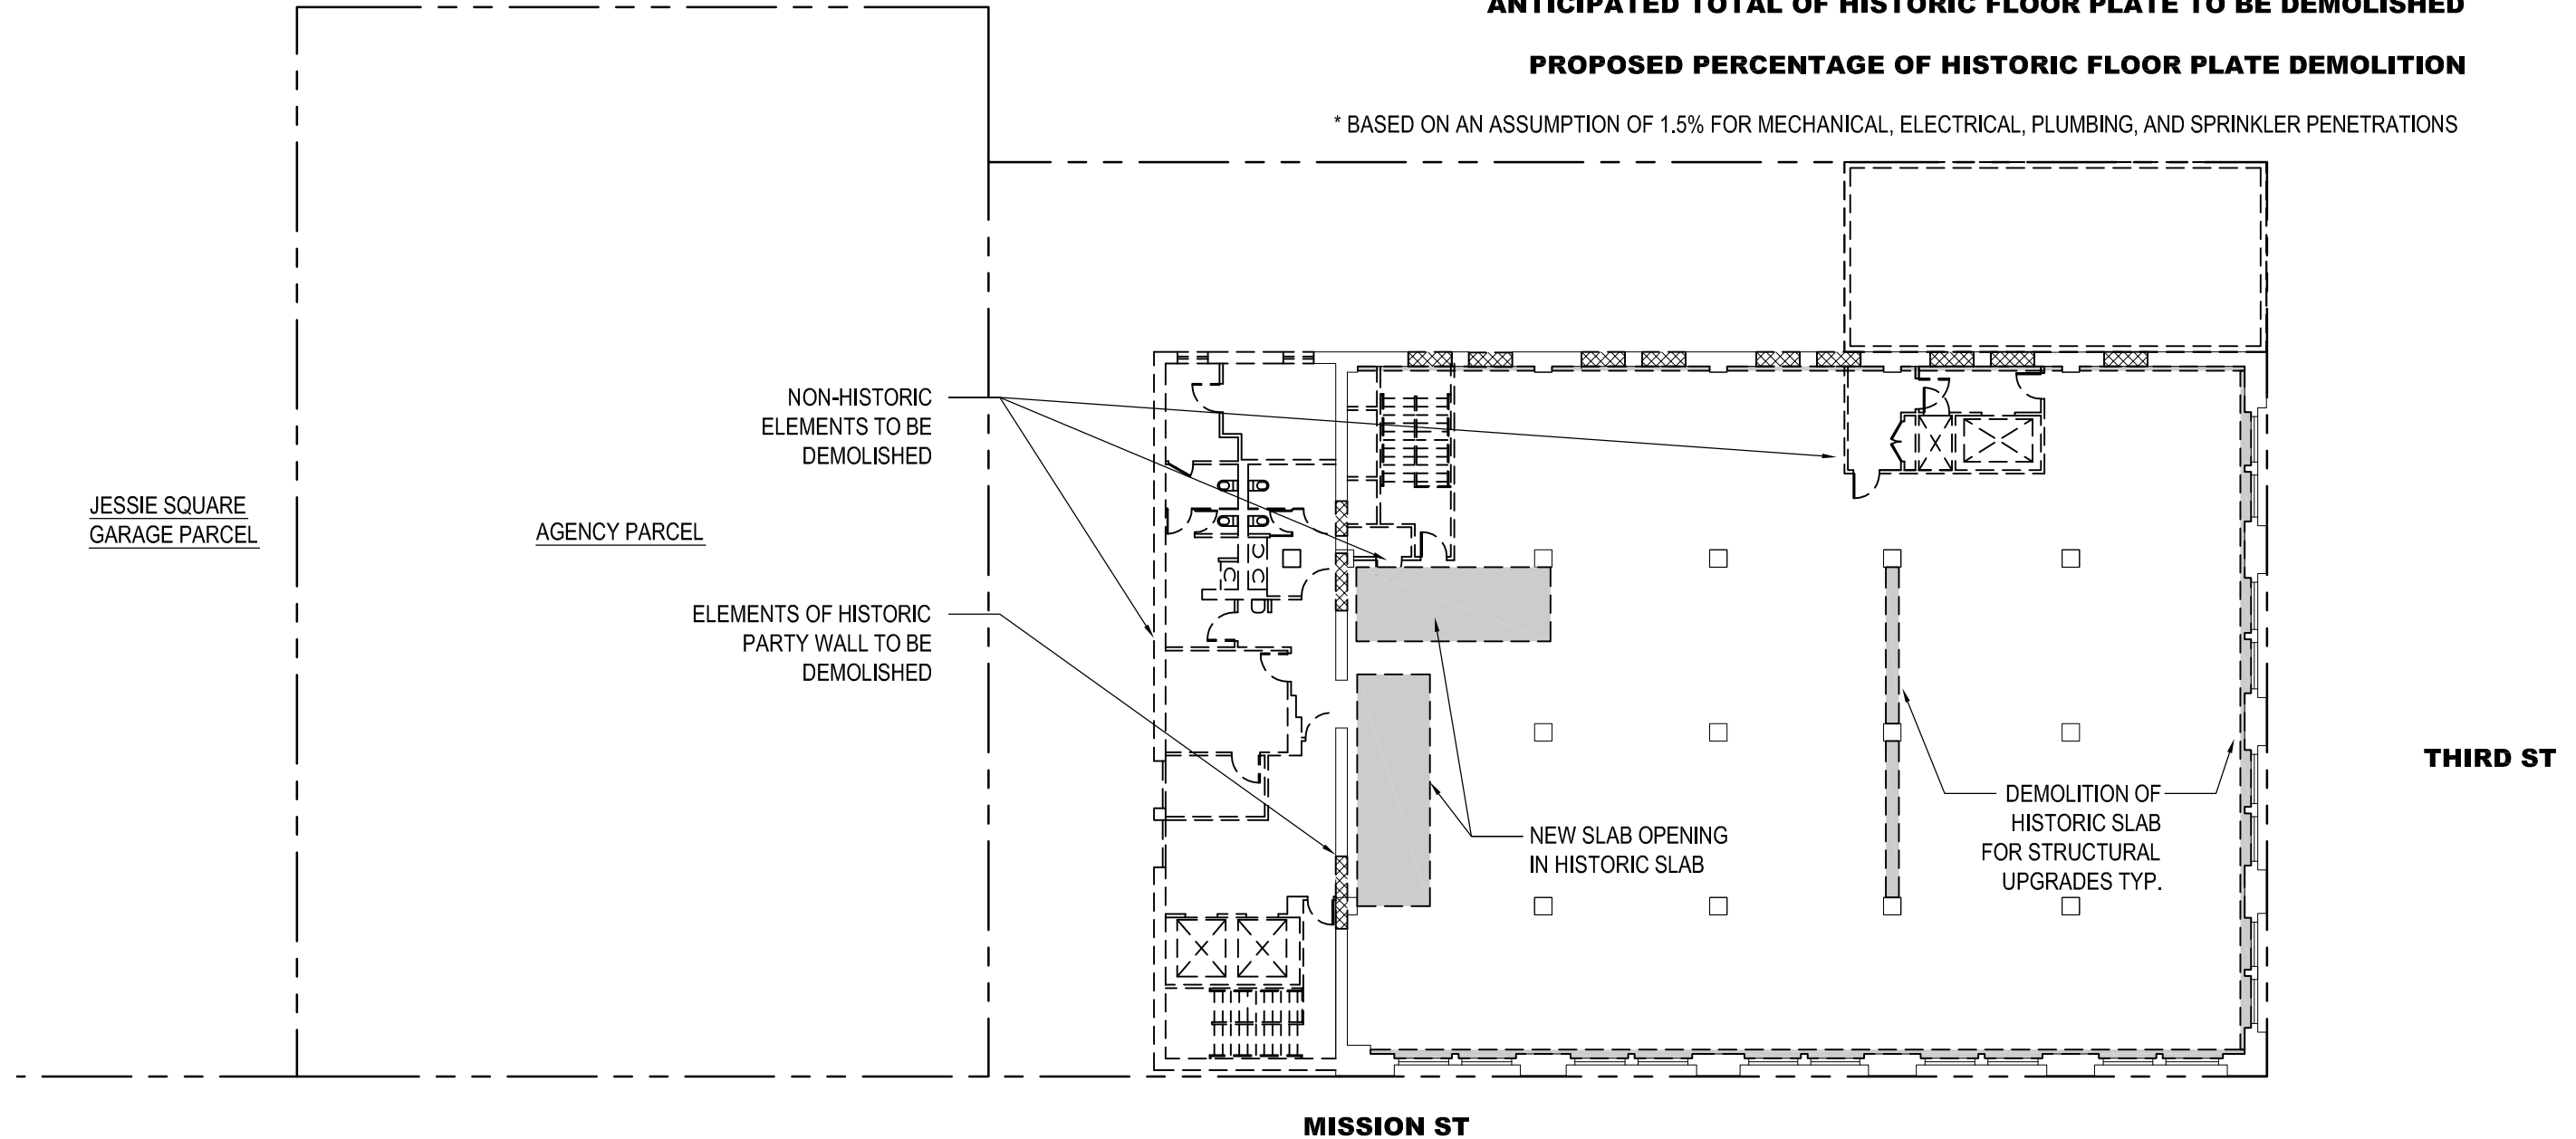 ANTICIPATED TOTAL OF HISTORIC FLOOR PLATE TO BE DEMOLISHED
PROPOSED PERCENTAGE OF HISTORIC FLOOR PLATE DEMOLITION
* BASED ON AN ASSUMPTION OF 1.5% FOR MECHANICAL, ELECTRICAL, PLUMBING, AND SPRINKLER PENETRATIONS
NON-HISTORIC
ELEMENTS TO BE
DEMOLISHED
JESSIE SQUARE
GARAGE PARCEL
AGENCY PARCEL
ELEMENTS OF HISTORIC
PARTY WALL TO BE
DEMOLISHED
THIRD ST
DEMOLITION OF
HISTORIC SLAB
FOR STRUCTURAL
UPGRADES TYP.
NEW SLAB OPENING
IN HISTORIC SLAB
MISSION ST